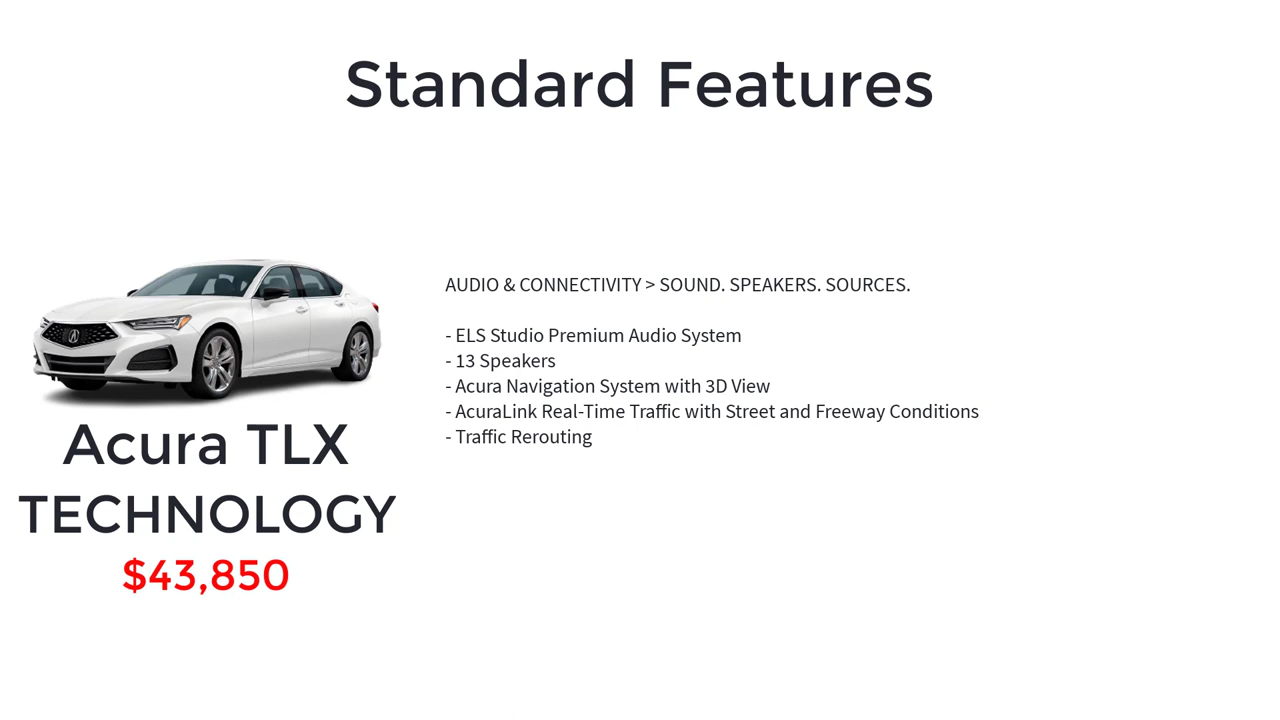 Standard Features
AUDIO & CONNECTIVITY > SOUND. SPEAKERS. SOURCES.
- ELS Studio Premium Audio System
- 13 Speakers
- Acura Navigation System with 3D View
- AcuraLink Real-Time Traffic with Street and Freeway Conditions
- Traffic Rerouting
Acura TLX
TECHNOLOGY
$43,850